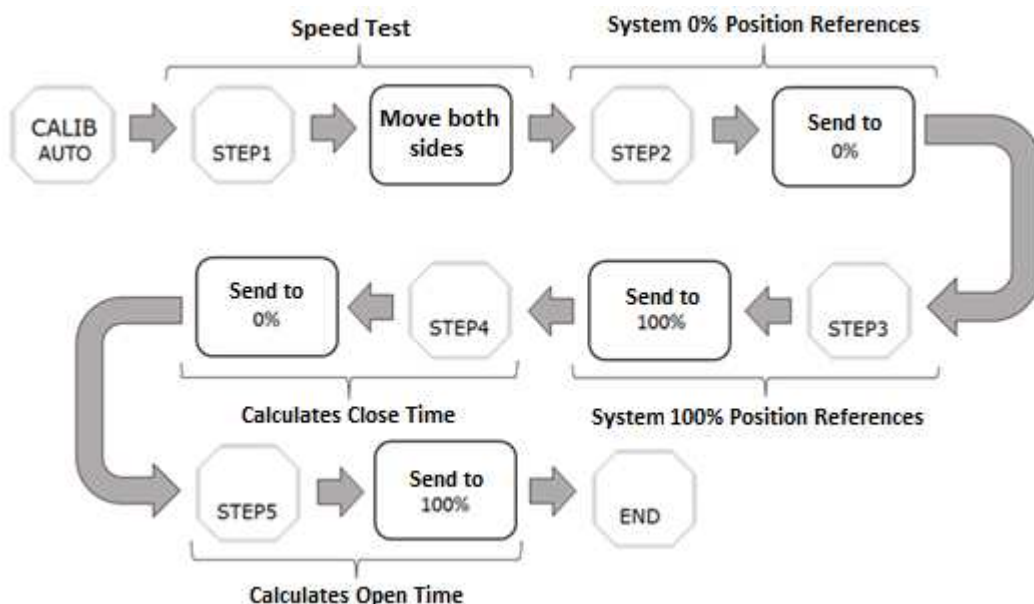 Speed Test
System 0% Position References
CALIB
AUTO
STEP1
Move both
sides
STEP2
Send to
0%
STEP3
Send to
100%
STEP4
Send to
0%
System 100% Position References
Calculates Close Time
STEP5
Send to
100%
END
Calculates Open Time